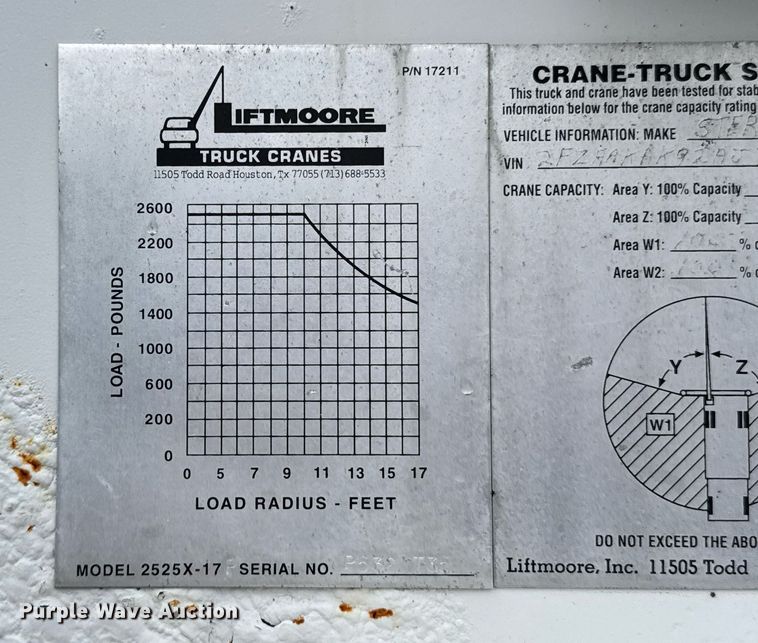 P/N 17211
LIFTMOORE
TRUCK CRANES
11505 Todd Road Houston, Tx 77055 (713) 688-5533
2600
2200
1800
1400
1000
600
200
0
LOAD - POUNDS
0 5 7 9 11 13 15 17
LOAD RADIUS - FEET
MODEL 2525X-17 SERIAL NO.
CRANE-TRUCK S
This truck and crane have been tested for stab
information below for the crane capacity rating
VEHICLE INFORMATION: MAKE STER
VIN
CRANE CAPACITY: Area Y: 100% Capacity
Area Z: 100% Capacity
Area W1: % o
Area W2: % o
Y
Z
W1
DO NOT EXCEED THE ABO
Liftmoore, Inc. 11505 Todd
Purple Wave Auction